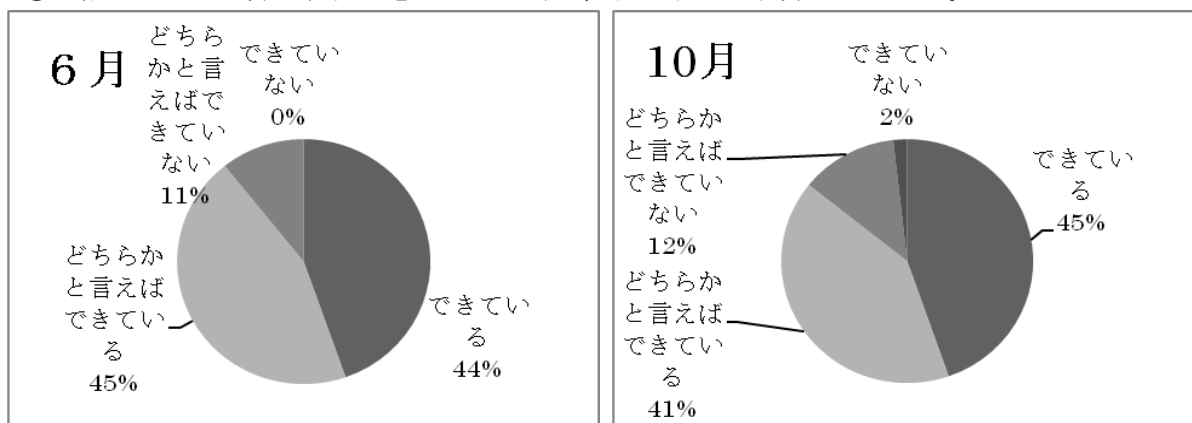 ６月
どちら
かと言
えばで
きてい
ない
11%
できてい
ない
0%
どちらか
と言えば
できてい
る
45%
できてい
る
44%
10月
できてい
ない
2%
どちらか
と言えば
できてい
ない
12%
できてい
る
45%
どちらか
と言えば
できてい
る
41%